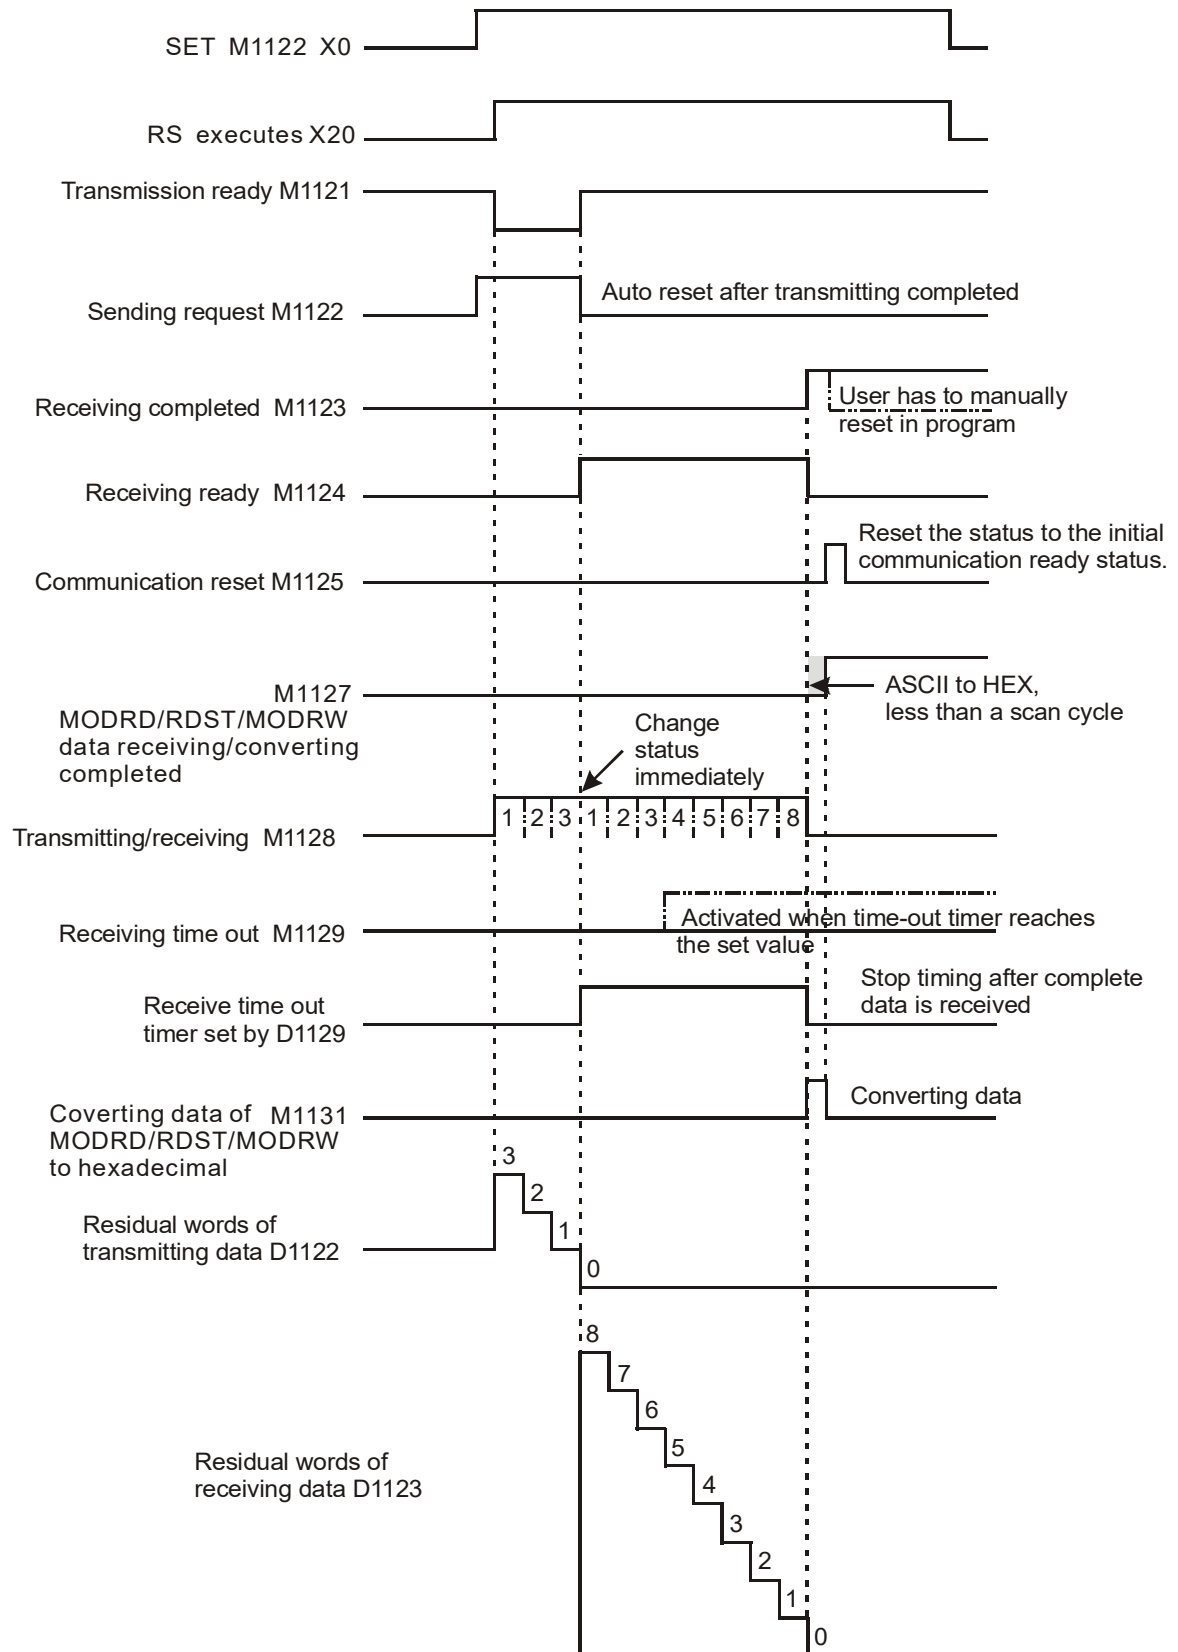 SET M1122 X0
RS executes X20
Transmission ready M1121
Auto reset after transmitting completed
Sending request M1122
User has to manually
Receiving completed M1123
reset in program
Receiving ready M1124
Reset the status to the initial
communication ready status.
Communication reset M1125
M1127
MODRD/RDST/MODRW
data receiving/converting
completed
ASCII to HEX,
less than a scan cycle
Change
status
immediately
1 2 3 1 2 3 4 5 6 7 8
Transmitting/receiving M1128
Activated when time-out timer reaches
the set value
Receiving time out M1129
Stop timing after complete
data is received
Receive time out
timer set by D1129
Converting data
Coverting data of M1131
MODRD/RDST/MODRW
to hexadecimal
3
2
1
0
Residual words of
transmitting data D1122
8
7
6
5
4
3
2
1
0
Residual words of
receiving data D1123